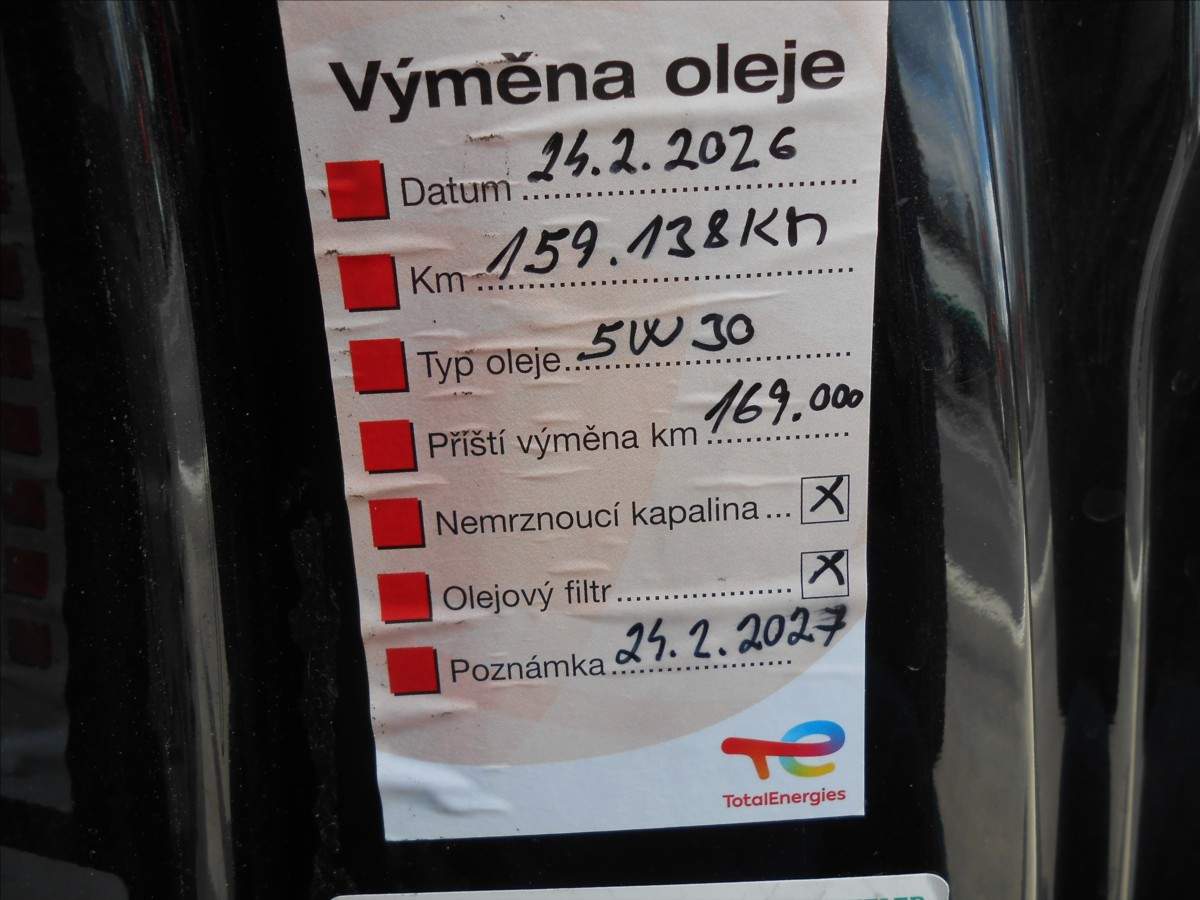 Výměna oleje
Datum 24.2.2026
Km 159.138Km
Typ oleje 5W30
Příští výměna km 169.000
Nemrznoucí kapalina ... X
Olejový filtr X
Poznámka 24.2.2027
TotalEnergies